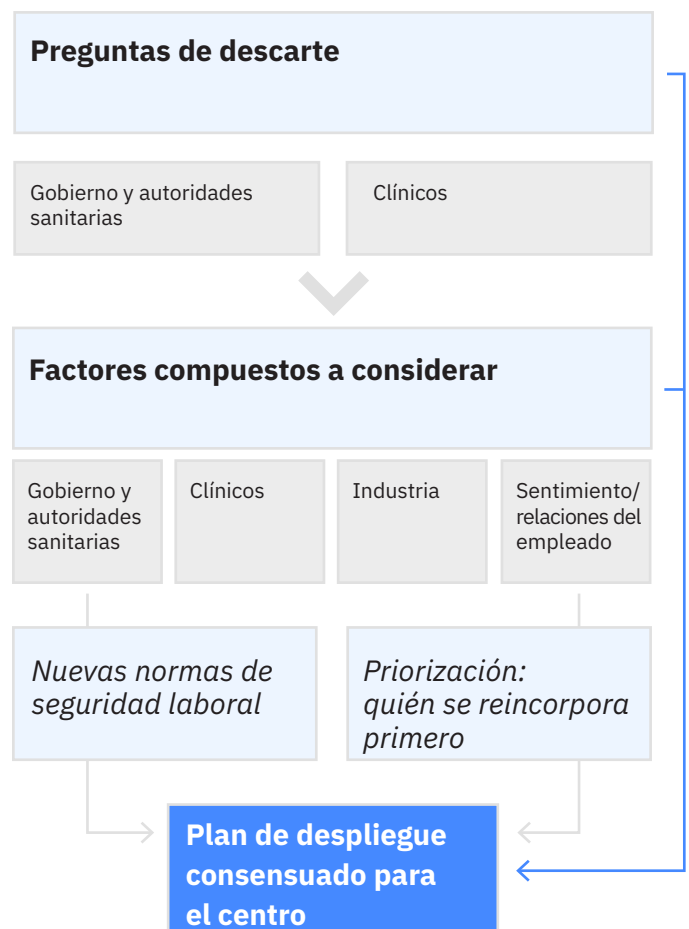 Preguntas de descarte
Gobierno y autoridades
sanitarias
Clínicos
Factores compuestos a considerar
Gobierno y
autoridades
sanitarias
Clínicos
Industria
Sentimiento/
relaciones del
empleado
Nuevas normas de
seguridad laboral
Priorización:
quién se reincorpora
primero
Plan de despliegue
consensuado para
el centro